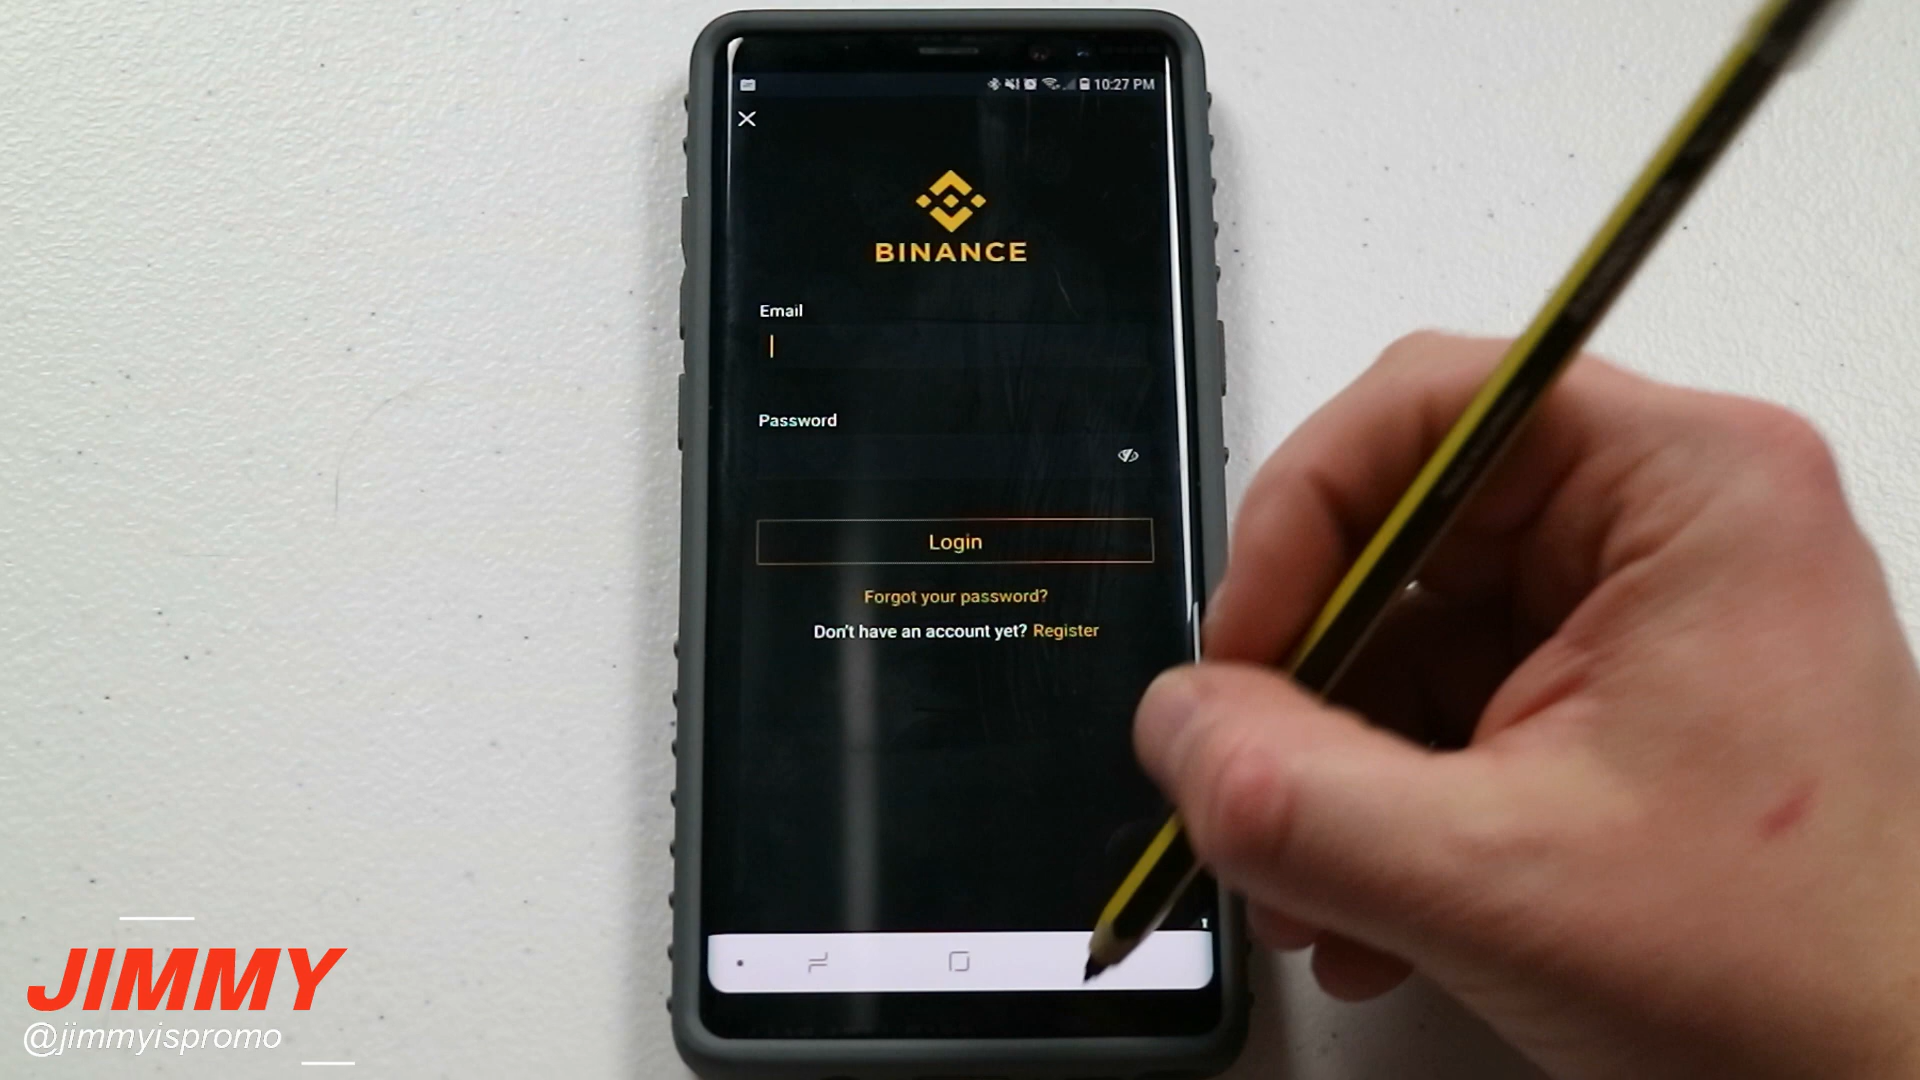 10:27 PM
BINANCE
Email
Password
Login
Forgot your password?
Don't have an account yet? Register
JIMMY
@jimmyispromo